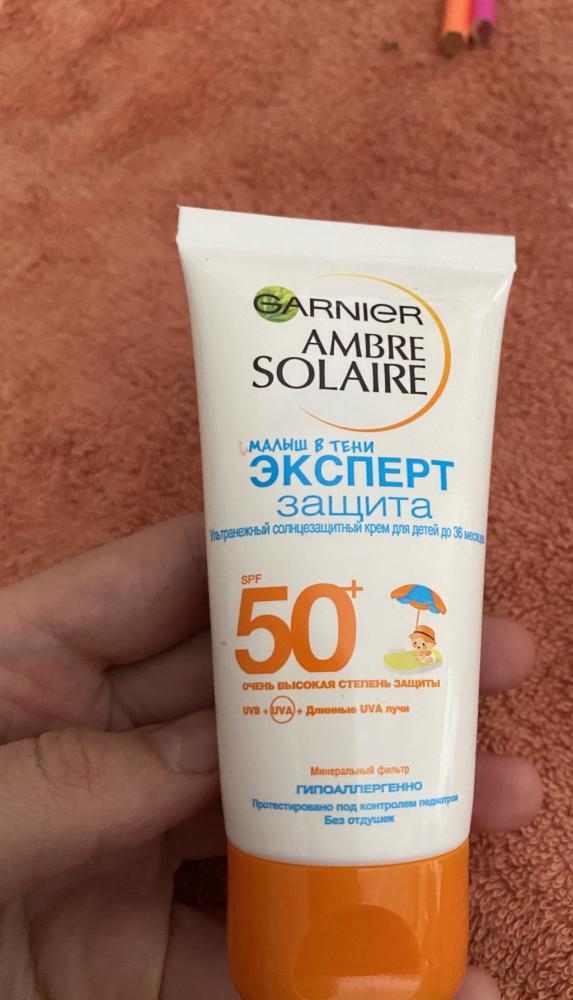 GARNIER
AMBRE
SOLAIRE
МАЛЫШ В ТЕНИ
ЭКСПЕРТ
защита
Ультранежный солнцезащитный крем для детей до 36 месяцев
SPF
50+
ОЧЕНЬ ВЫСОКАЯ СТЕПЕНЬ ЗАЩИТЫ
UVB + UVA + Длинные UVA лучи
Минеральный фильтр
ГИПОАЛЛЕРГЕННО
Протестировано под контролем педиатров
Без отдушек